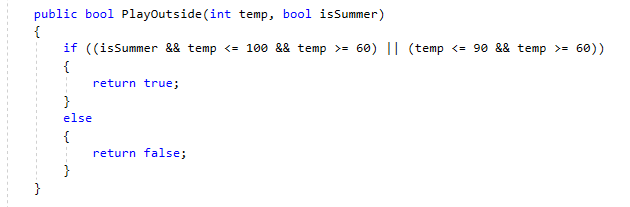 public bool PlayOutside(int temp, bool isSummer)
{
if ((isSummer && temp <= 100 && temp >= 60) || (temp <= 90 && temp >= 60))
{
return true;
}
else
{
return false;
}
}